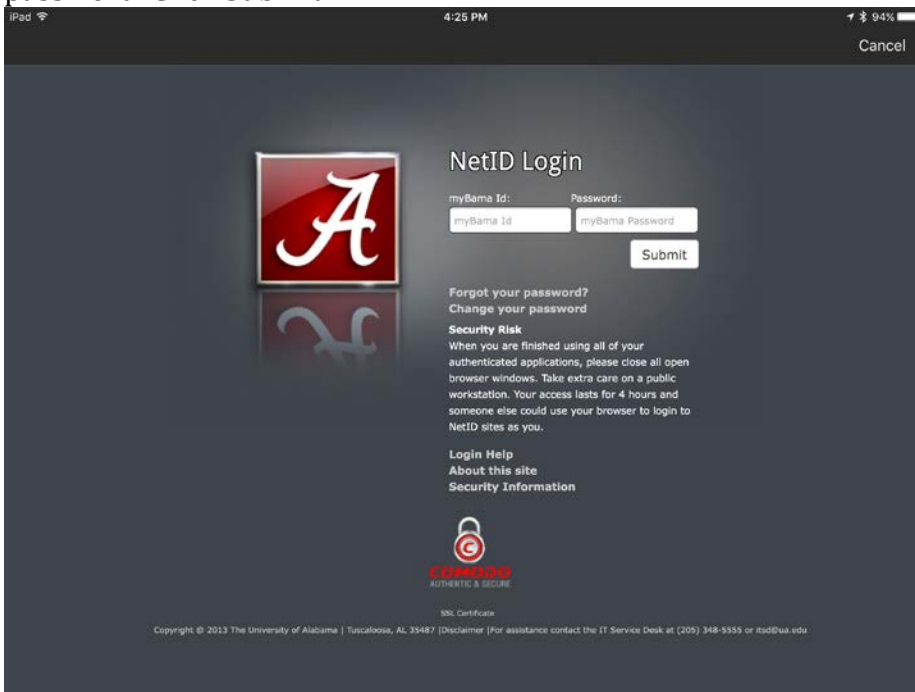 iPad 4:25 PM 94%
Cancel
A
NetID Login
myBama Id: Password:
myBama Id myBama Password
Submit
Forgot your password?
Change your password
Security Risk
When you are finished using all of your
authenticated applications, please close all open
browser windows. Take extra care on a public
workstation. Your access lasts for 4 hours and
someone else could use your browser to login to
NetID sites as you.
Login Help
About this site
Security Information
C
COMODO
AUTHENTIC & SECURE
SSL Certificate
Copyright © 2013 The University of Alabama | Tuscaloosa, AL 35487 |Disclaimer |For assistance contact the IT Service Desk at (205) 348-5555 or itsd@ua.edu